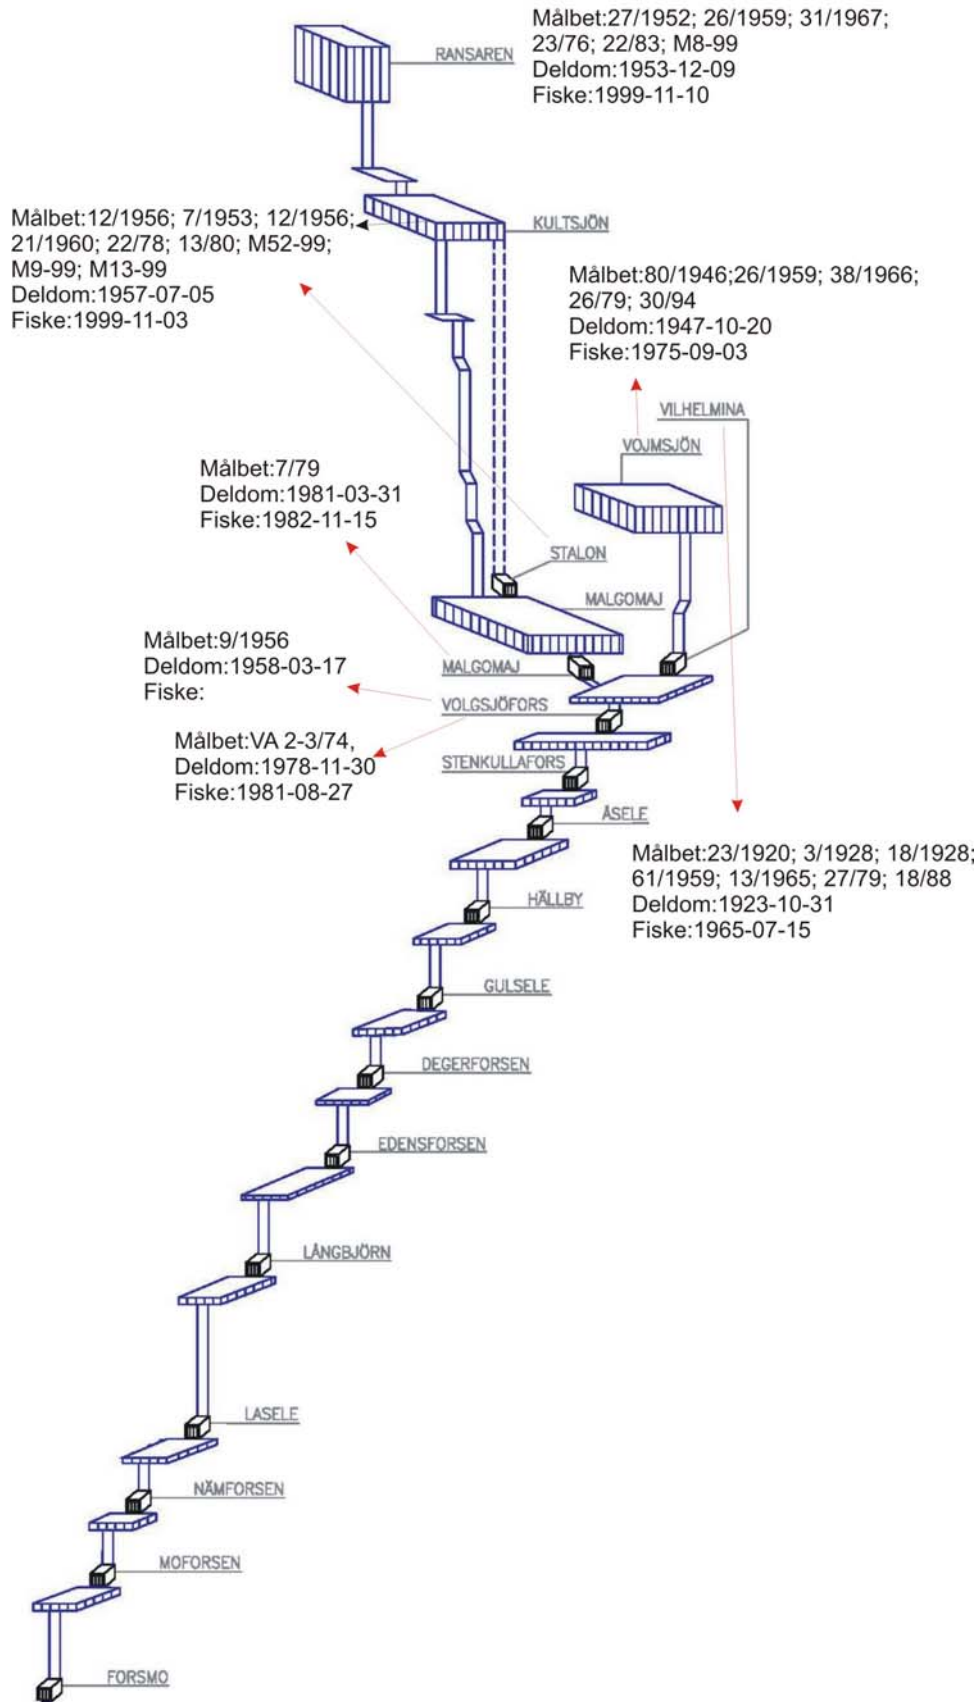 Målbet:27/1952; 26/1959; 31/1967;
23/76; 22/83; M8-99
Deldom:1953-12-09
Fiske:1999-11-10
RANSAREN
Målbet:12/1956; 7/1953; 12/1956;
21/1960; 22/78; 13/80; M52-99;
M9-99; M13-99
Deldom:1957-07-05
Fiske:1999-11-03
KULTSJÖN
Målbet:80/1946;26/1959; 38/1966;
26/79; 30/94
Deldom:1947-10-20
Fiske:1975-09-03
VILHELMINA
VOJMSJÖN
Målbet:7/79
Deldom:1981-03-31
Fiske:1982-11-15
STALON
MALGOMAJ
Målbet:9/1956
Deldom:1958-03-17
Fiske:
MALGOMAJ
VOLGSJÖFORS
Målbet:VA 2-3/74,
Deldom:1978-11-30
Fiske:1981-08-27
STENKULLAFORS
ÅSELE
Målbet:23/1920; 3/1928; 18/1928;
61/1959; 13/1965; 27/79; 18/88
Deldom:1923-10-31
Fiske:1965-07-15
HÄLLBY
GULSELE
DEGERFORSEN
EDENSFORSEN
LÅNGBJÖRN
LASELE
NÄMFORSEN
MOFORSEN
FORSMO